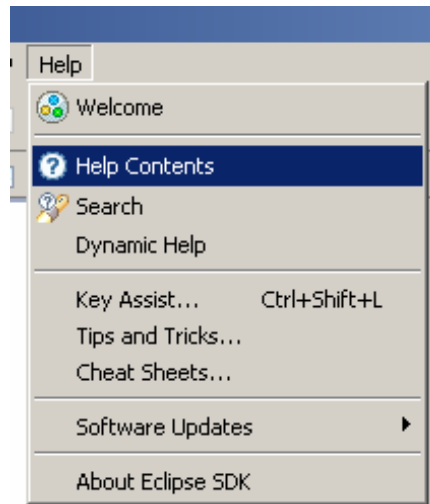 Help
Welcome
Help Contents
Search
Dynamic Help
Key Assist... Ctrl+Shift+L
Tips and Tricks...
Cheat Sheets...
Software Updates
About Eclipse SDK